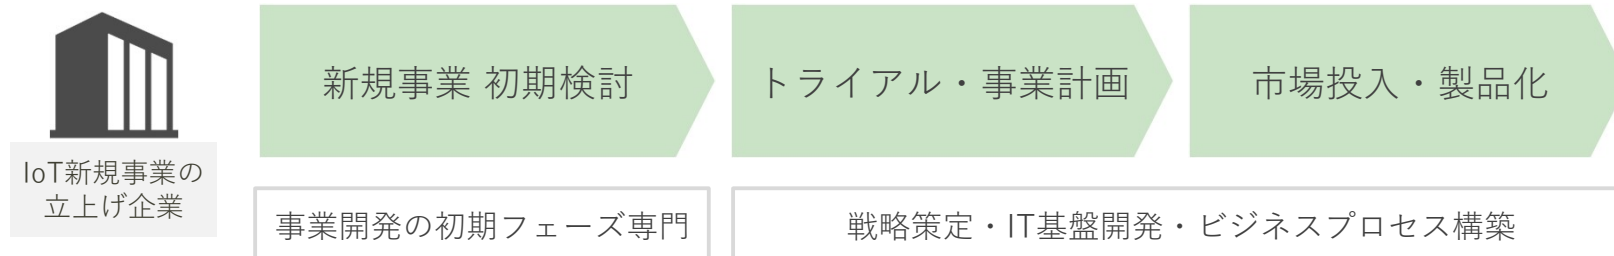 新規事業 初期検討
トライアル・事業計画
市場投入・製品化
IoT新規事業の
立上げ企業
事業開発の初期フェーズ専門
戦略策定・IT基盤開発・ビジネスプロセス構築